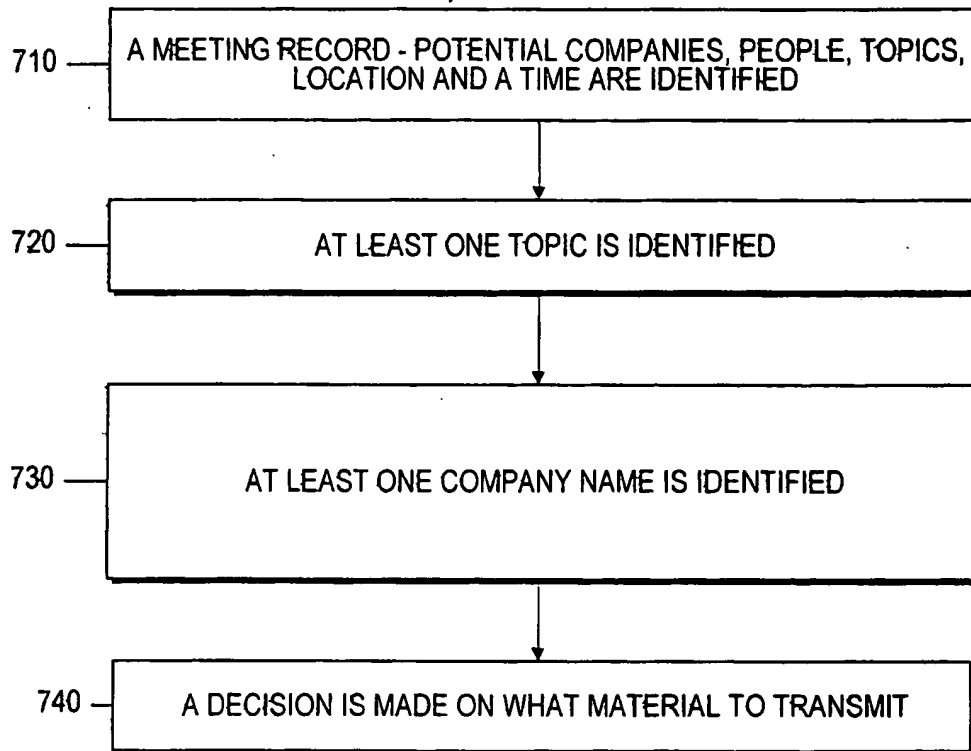 710
A MEETING RECORD - POTENTIAL COMPANIES, PEOPLE, TOPICS,
LOCATION AND A TIME ARE IDENTIFIED
720
AT LEAST ONE TOPIC IS IDENTIFIED
730
AT LEAST ONE COMPANY NAME IS IDENTIFIED
740
A DECISION IS MADE ON WHAT MATERIAL TO TRANSMIT